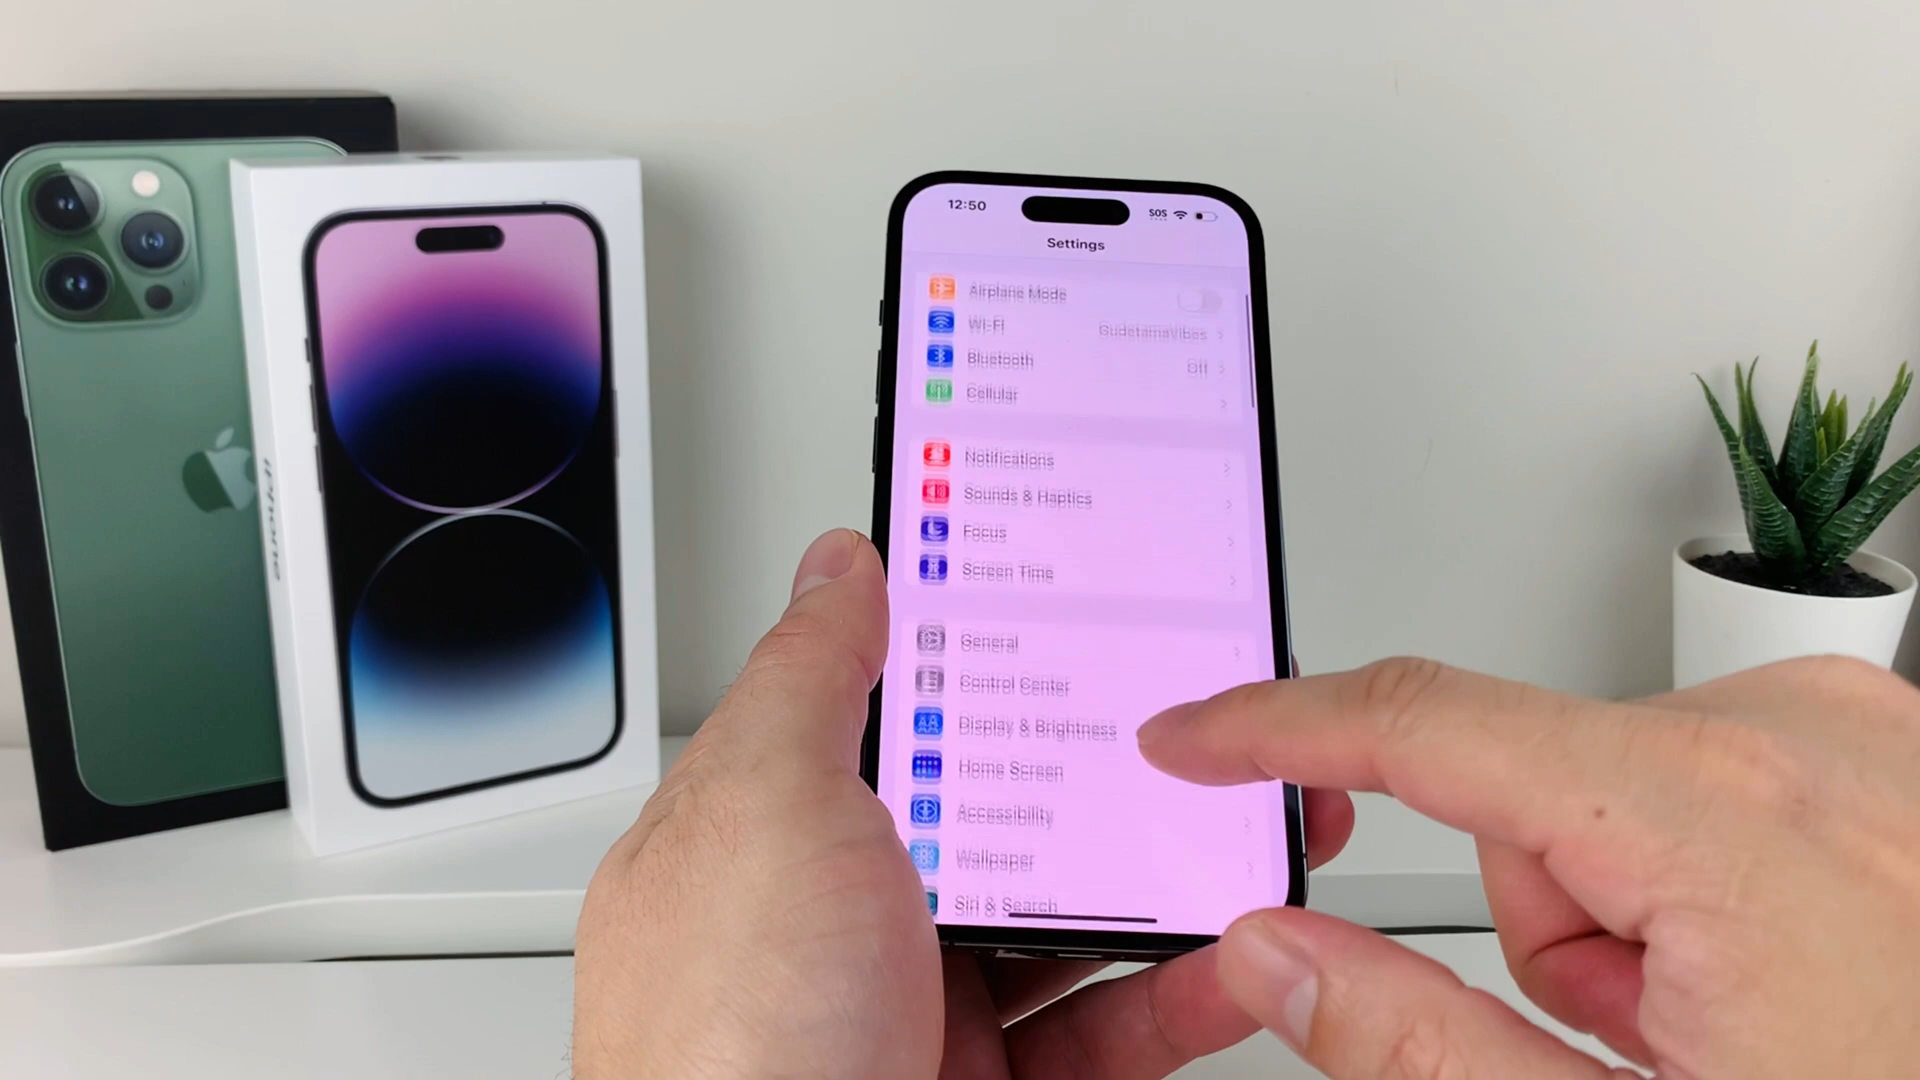 iPhone
12:50
SOS
Settings
Airplane Mode
Wi-Fi
GudetamaVibes
Bluetooth
Off
Cellular
Notifications
Sounds & Haptics
Focus
Screen Time
General
Control Center
Display & Brightness
Home Screen
Accessibility
Wallpaper
Siri & Search